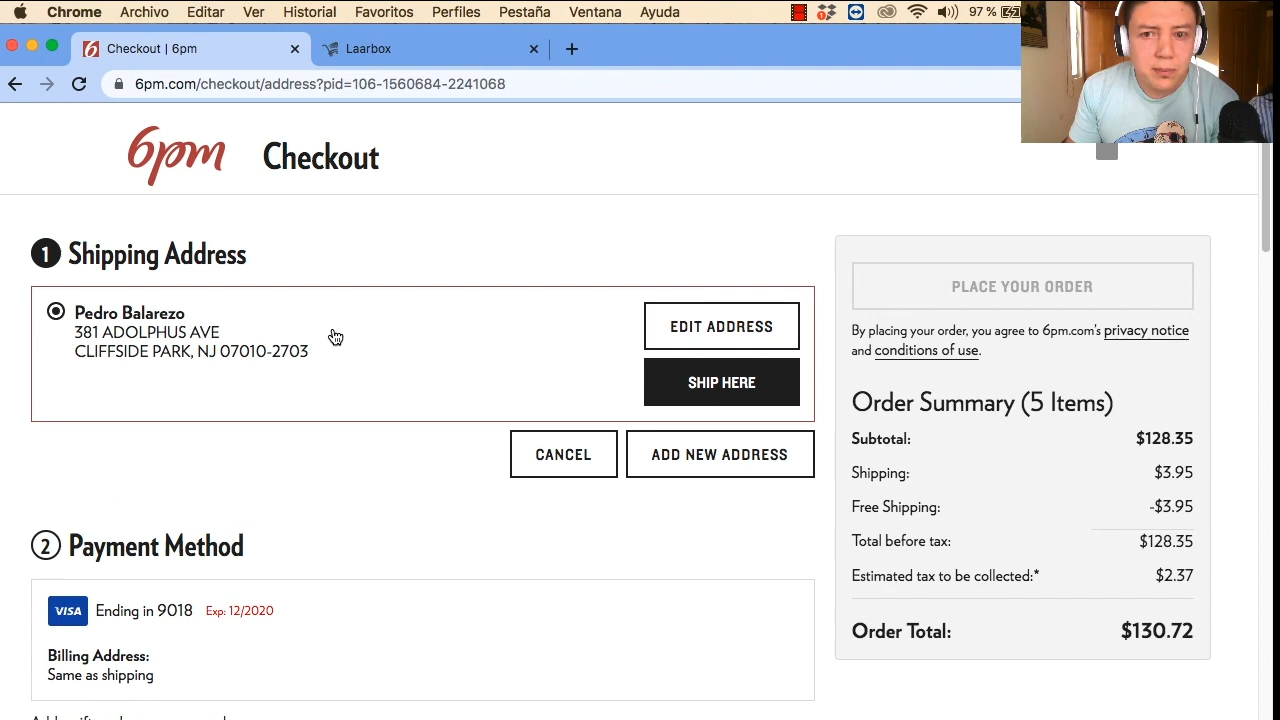 Chrome Archivo Editar Ver Historial Favoritos Perfiles Pestaña Ventana Ayuda 97 %
Checkout | 6pm Laarbox
6pm.com/checkout/address?pid=106-1560684-2241068
6pm Checkout
1 Shipping Address
Pedro Balarezo
381 ADOLPHUS AVE
CLIFFSIDE PARK, NJ 07010-2703
EDIT ADDRESS
SHIP HERE
CANCEL ADD NEW ADDRESS
2 Payment Method
VISA Ending in 9018 Exp: 12/2020
Billing Address:
Same as shipping
PLACE YOUR ORDER
By placing your order, you agree to 6pm.com's privacy notice
and conditions of use.
Order Summary (5 Items)
Subtotal: $128.35
Shipping: $3.95
Free Shipping: -$3.95
Total before tax: $128.35
Estimated tax to be collected:* $2.37
Order Total: $130.72